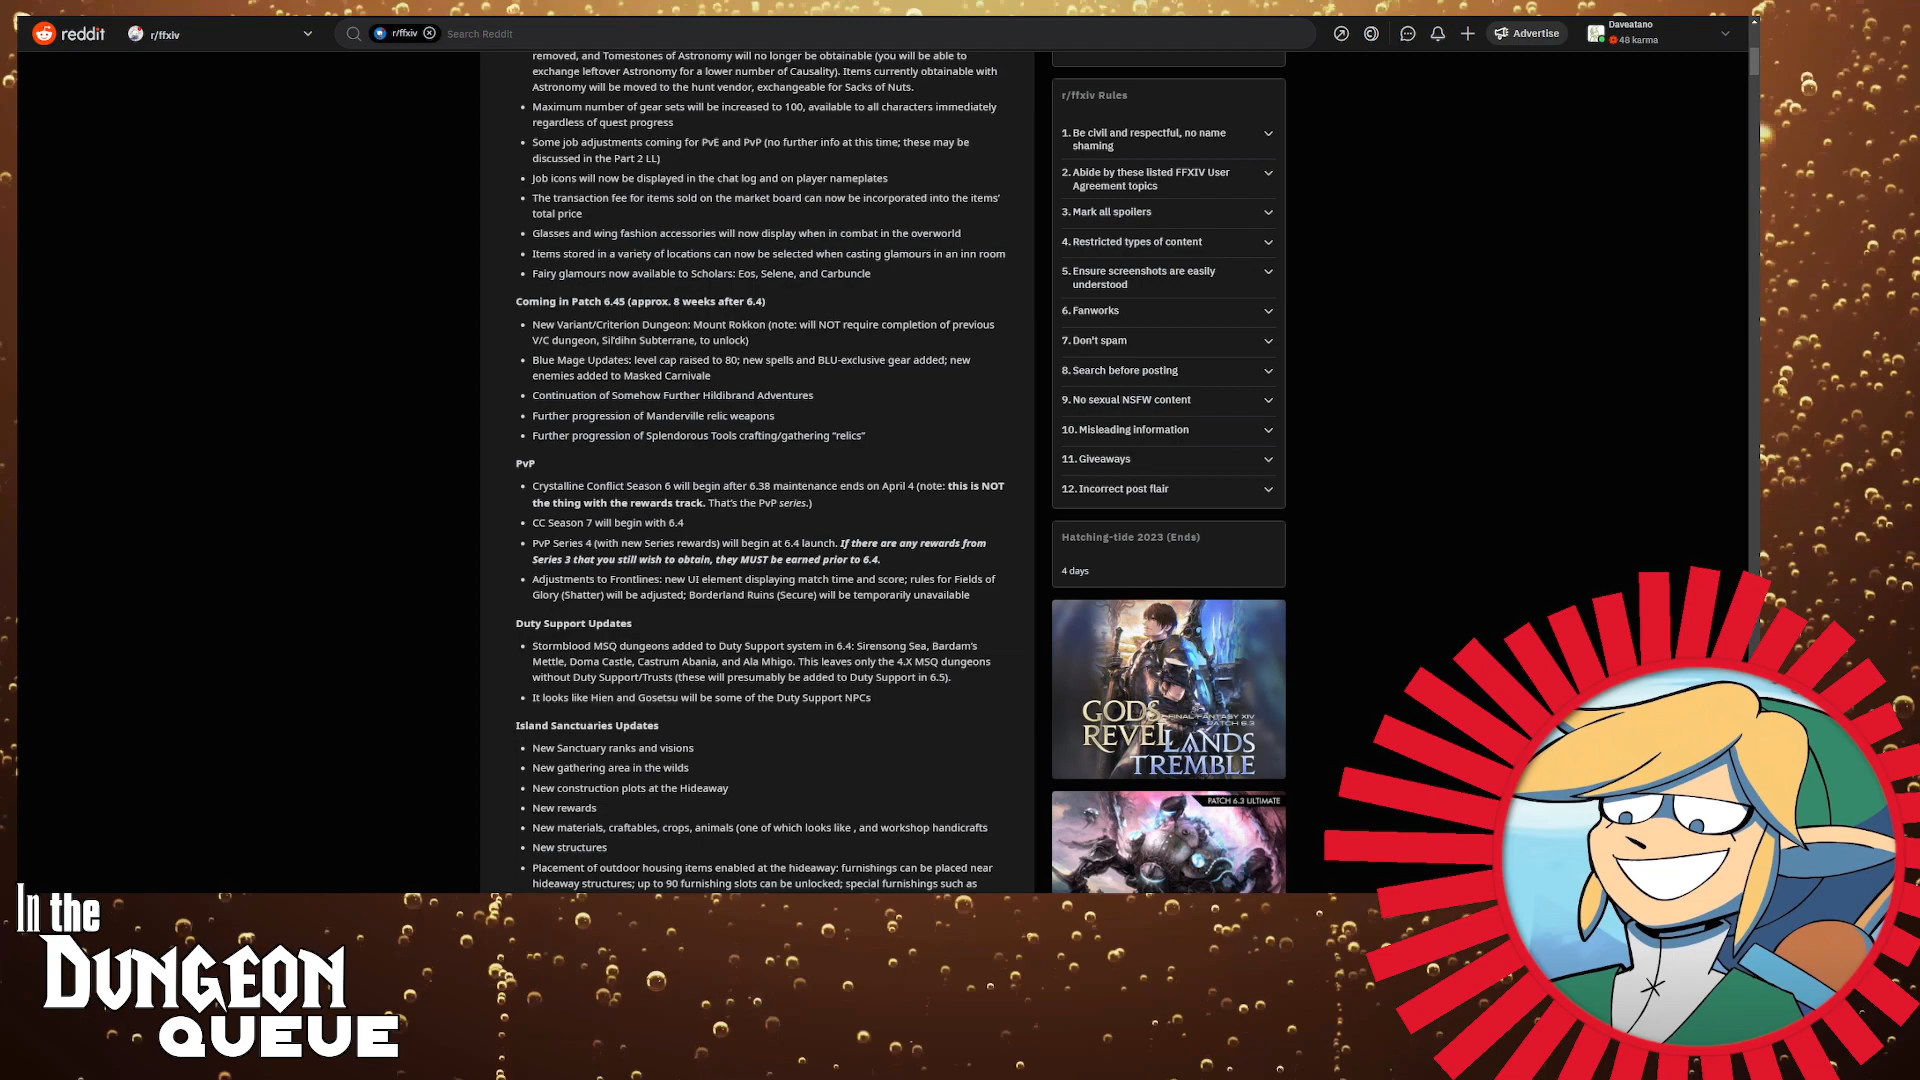 reddit
r/ffxiv
r/ffxiv
Search Reddit
Advertise
Daveatano
48 karma
removed, and Tomestones of Astronomy will no longer be obtainable (you will be able to
exchange leftover Astronomy for a lower number of Causality). Items currently obtainable with
Astronomy will be moved to the hunt vendor, exchangeable for Sacks of Nuts.
• Maximum number of gear sets will be increased to 100, available to all characters immediately
regardless of quest progress
• Some job adjustments coming for PvE and PvP (no further info at this time; these may be
discussed in the Part 2 LL)
• Job icons will now be displayed in the chat log and on player nameplates
• The transaction fee for items sold on the market board can now be incorporated into the items’
total price
• Glasses and wing fashion accessories will now display when in combat in the overworld
• Items stored in a variety of locations can now be selected when casting glamours in an inn room
• Fairy glamours now available to Scholars: Eos, Selene, and Carbuncle
Coming in Patch 6.45 (approx. 8 weeks after 6.4)
• New Variant/Criterion Dungeon: Mount Rokkon (note: will NOT require completion of previous
V/C dungeon, Sil’dihn Subterrane, to unlock)
• Blue Mage Updates: level cap raised to 80; new spells and BLU-exclusive gear added; new
enemies added to Masked Carnivale
• Continuation of Somehow Further Hildibrand Adventures
• Further progression of Manderville relic weapons
• Further progression of Splendorous Tools crafting/gathering “relics”
PvP
• Crystalline Conflict Season 6 will begin after 6.38 maintenance ends on April 4 (note: this is NOT
the thing with the rewards track. That’s the PvP series.)
• CC Season 7 will begin with 6.4
• PvP Series 4 (with new Series rewards) will begin at 6.4 launch. If there are any rewards from
Series 3 that you still wish to obtain, they MUST be earned prior to 6.4.
• Adjustments to Frontlines: new UI element displaying match time and score; rules for Fields of
Glory (Shatter) will be adjusted; Borderland Ruins (Secure) will be temporarily unavailable
Duty Support Updates
• Stormblood MSQ dungeons added to Duty Support system in 6.4: Sirensong Sea, Bardam’s
Mettle, Doma Castle, Castrum Abania, and Ala Mhigo. This leaves only the 4.X MSQ dungeons
without Duty Support/Trusts (these will presumably be added to Duty Support in 6.5).
• It looks like Hien and Gosetsu will be some of the Duty Support NPCs
Island Sanctuaries Updates
• New Sanctuary ranks and visions
• New gathering area in the wilds
• New construction plots at the Hideaway
• New rewards
• New materials, craftables, crops, animals (one of which looks like , and workshop handicrafts
• New structures
• Placement of outdoor housing items enabled at the hideaway: furnishings can be placed near
hideaway structures; up to 90 furnishing slots can be unlocked; special furnishings such as
r/ffxiv Rules
1. Be civil and respectful, no name
shaming
2. Abide by these listed FFXIV User
Agreement topics
3. Mark all spoilers
4. Restricted types of content
5. Ensure screenshots are easily
understood
6. Fanworks
7. Don't spam
8. Search before posting
9. No sexual NSFW content
10. Misleading information
11. Giveaways
12. Incorrect post flair
Hatching-tide 2023 (Ends)
4 days
GODS
REVEL
FINAL FANTASY XIV
PATCH 6.3
LANDS
TREMBLE
PATCH 6.3 ULTIMATE
In the
DUNGEON
QUEUE